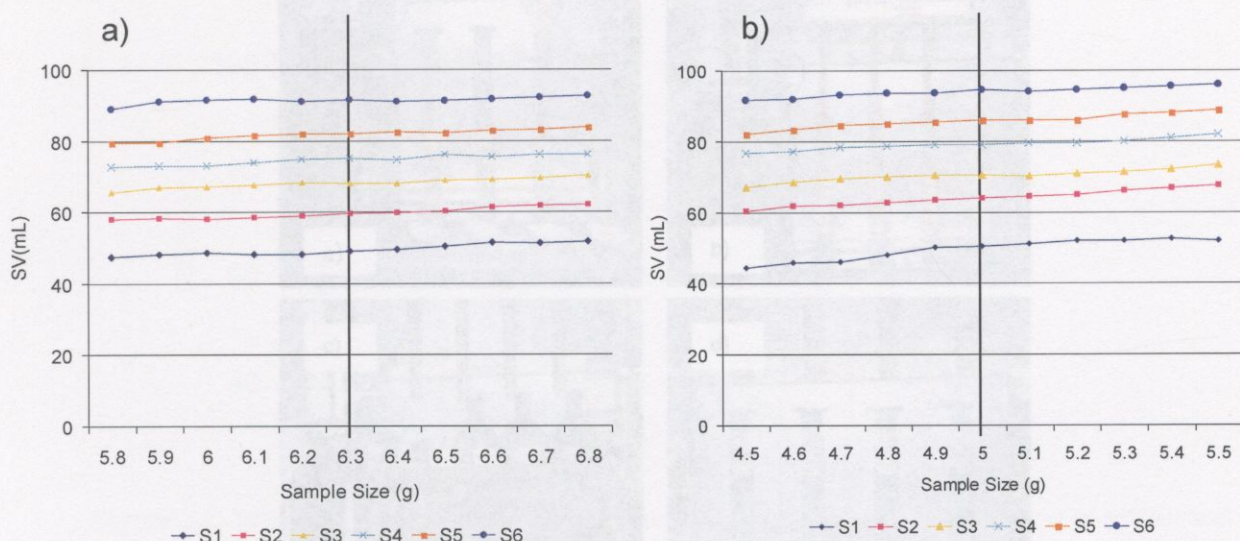 a)
100
80
60
40
20
0
SV(mL)
5.8 5.9 6 6.1 6.2 6.3 6.4 6.5 6.6 6.7 6.8
Sample Size (g)
S1 S2 S3 S4 S5 S6
b)
100
80
60
40
20
0
SV (mL)
4.5 4.6 4.7 4.8 4.9 5 5.1 5.2 5.3 5.4 5.5
Sample Size (g)
S1 S2 S3 S4 S5 S6